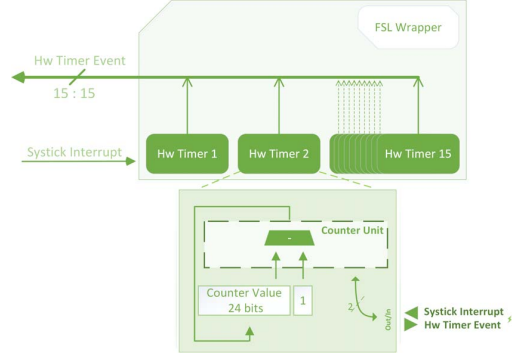 FSL Wrapper
Hw Timer Event
15 : 15
Systick Interrupt
Hw Timer 1
Hw Timer 2
Hw Timer 15
Counter Unit
-
Counter Value
24 bits
1
2
Out/In
Systick Interrupt
Hw Timer Event